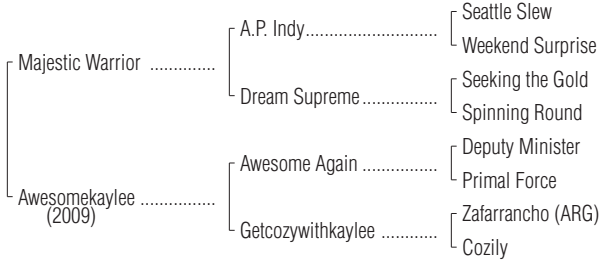 Seattle Slew
A.P. Indy
Weekend Surprise
Majestic Warrior
Seeking the Gold
Dream Supreme
Spinning Round
Deputy Minister
Awesome Again
Primal Force
Awesomekaylee
(2009)
Zafarrancho (ARG)
Getcozywithkaylee
Cozily